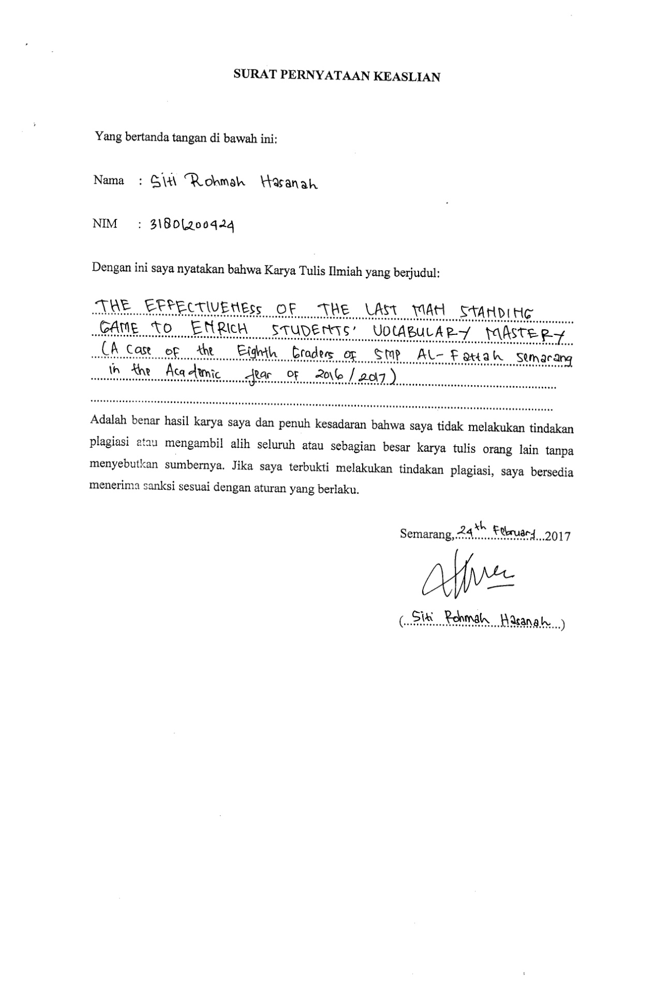 SURAT PERNYATAAN KEASLIAN
Yang bertanda tangan di bawah ini:
Nama : Siti Rohmah Hasanah
NIM : 31801200424
Dengan ini saya nyatakan bahwa Karya Tulis Ilmiah yang berjudul:
THE EFFECTIVENESS OF THE LAST MAN STANDING
GAME TO ENRICH STUDENTS' VOCABULARY MASTERY
(A Case of the Eighth Graders of SMP AL-Fattah Semarang
in the Academic year of 2016/2017)
Adalah benar hasil karya saya dan penuh kesadaran bahwa saya tidak melakukan tindakan
plagiasi atau mengambil alih seluruh atau sebagian besar karya tulis orang lain tanpa
menyebutkan sumbernya. Jika saya terbukti melakukan tindakan plagiasi, saya bersedia
menerima sanksi sesuai dengan aturan yang berlaku.
Semarang, 24th February 2017
(Siti Rohmah Hasanah)